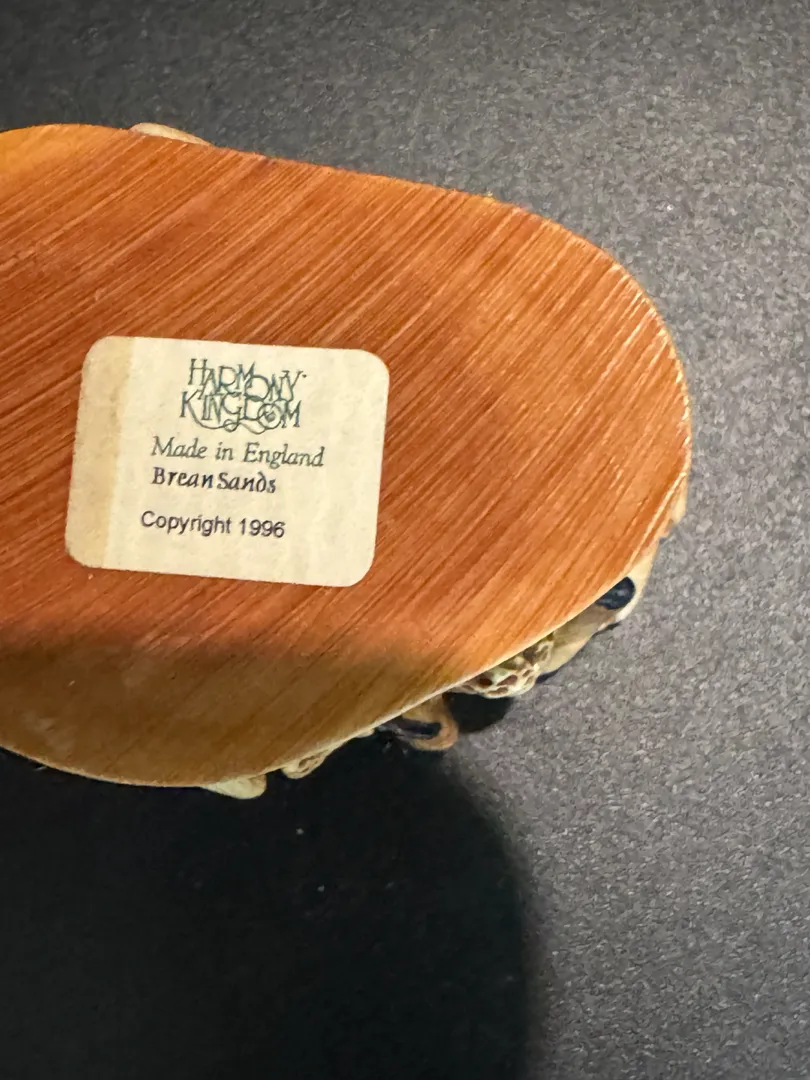 HARMONY
KINGDOM
Made in England
Brean Sands
Copyright 1996